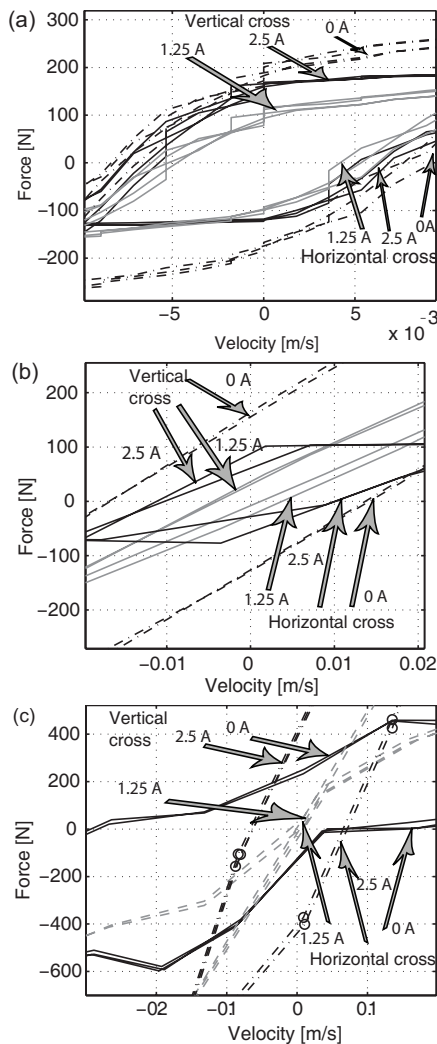 (a)
Vertical cross
0 A
1.25 A
2.5 A
300
200
100
0
−100
−200
Force [N]
1.25 A
2.5 A
0A
Horizontal cross
−5
0
5
x 10
-3
Velocity [m/s]
(b)
Vertical
cross
0 A
2.5 A
1.25 A
200
100
0
−100
−200
Force [N]
1.25 A
2.5 A
0 A
Horizontal cross
−0.01
0
0.01
0.02
Velocity [m/s]
(c)
Vertical
cross
0 A
2.5 A
1.25 A
400
200
0
−200
−400
−600
Force [N]
2.5 A
1.25 A
0 A
Horizontal cross
−02
−01
0
0.1
0.2
Velocity [m/s]